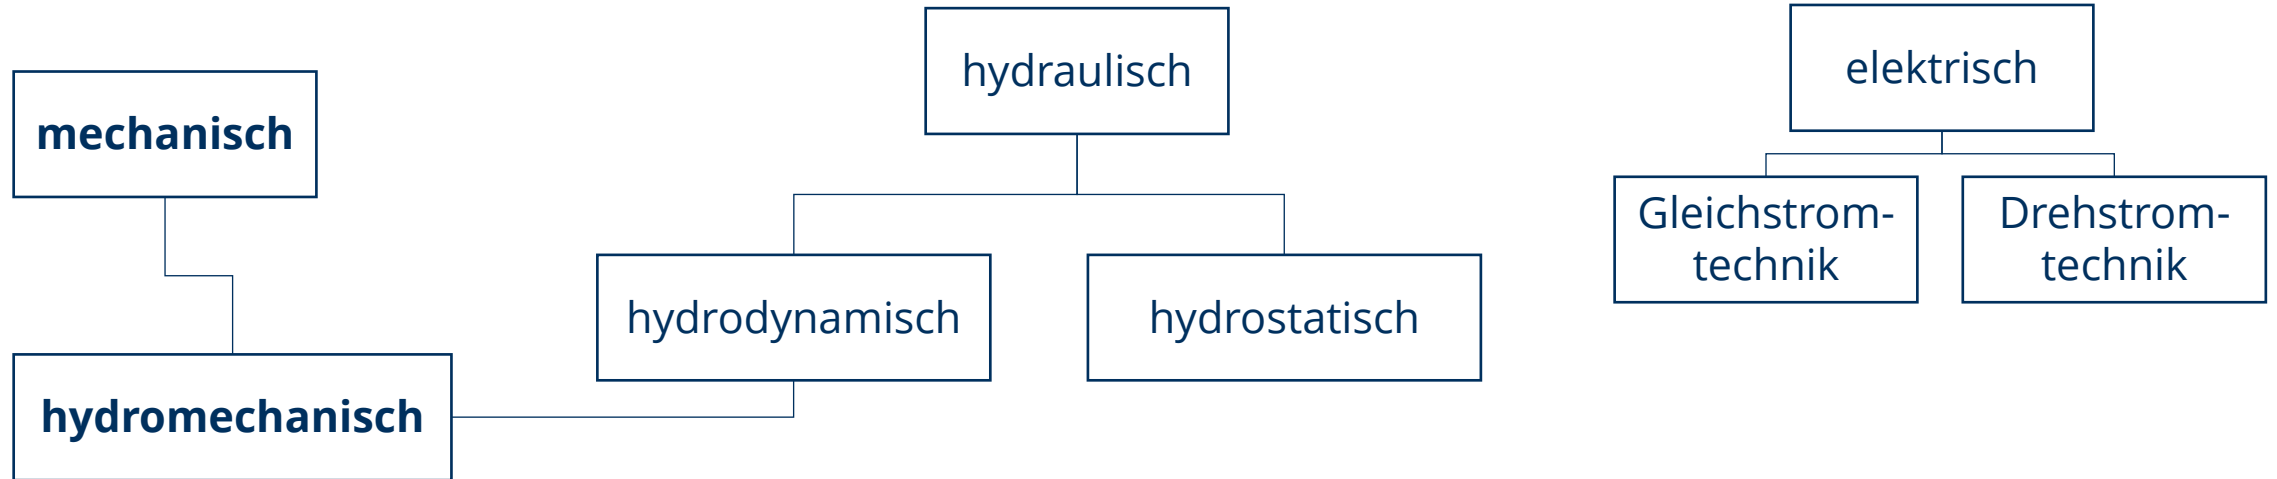 hydraulisch
elektrisch
mechanisch
Gleichstrom-
technik
Drehstrom-
technik
hydrodynamisch
hydrostatisch
hydromechanisch